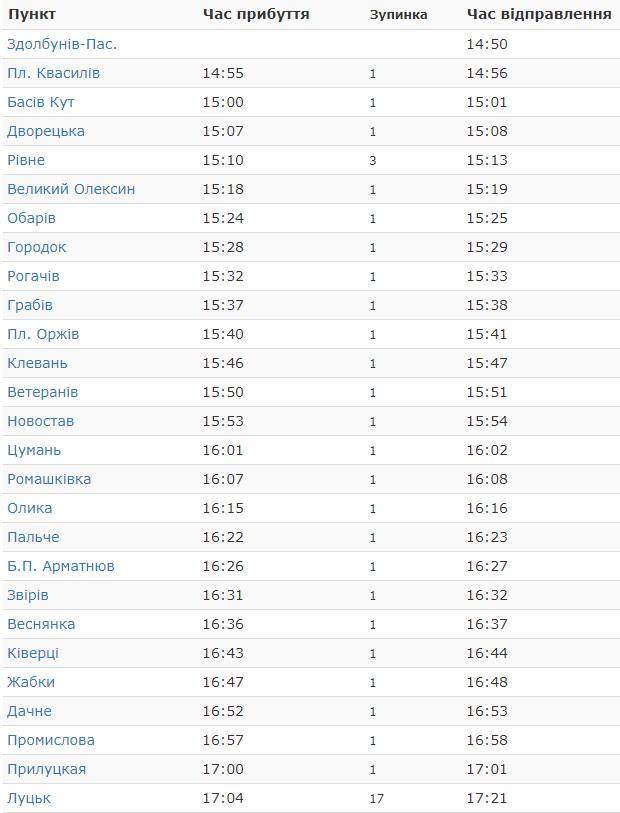 Пункт Час прибуття Зупинка Час відправлення
Здолбунів-Пас. 14:50
Пл. Квасилів 14:55 1 14:56
Басів Кут 15:00 1 15:01
Дворецька 15:07 1 15:08
Рівне 15:10 3 15:13
Великий Олексин 15:18 1 15:19
Обарів 15:24 1 15:25
Городок 15:28 1 15:29
Рогачів 15:32 1 15:33
Грабів 15:37 1 15:38
Пл. Оржів 15:40 1 15:41
Клевань 15:46 1 15:47
Ветеранів 15:50 1 15:51
Новостав 15:53 1 15:54
Цумань 16:01 1 16:02
Ромашківка 16:07 1 16:08
Олика 16:15 1 16:16
Пальче 16:22 1 16:23
Б.П. Арматнюв 16:26 1 16:27
Звірів 16:31 1 16:32
Веснянка 16:36 1 16:37
Ківерці 16:43 1 16:44
Жабки 16:47 1 16:48
Дачне 16:52 1 16:53
Промислова 16:57 1 16:58
Прилуцкая 17:00 1 17:01
Луцьк 17:04 17 17:21